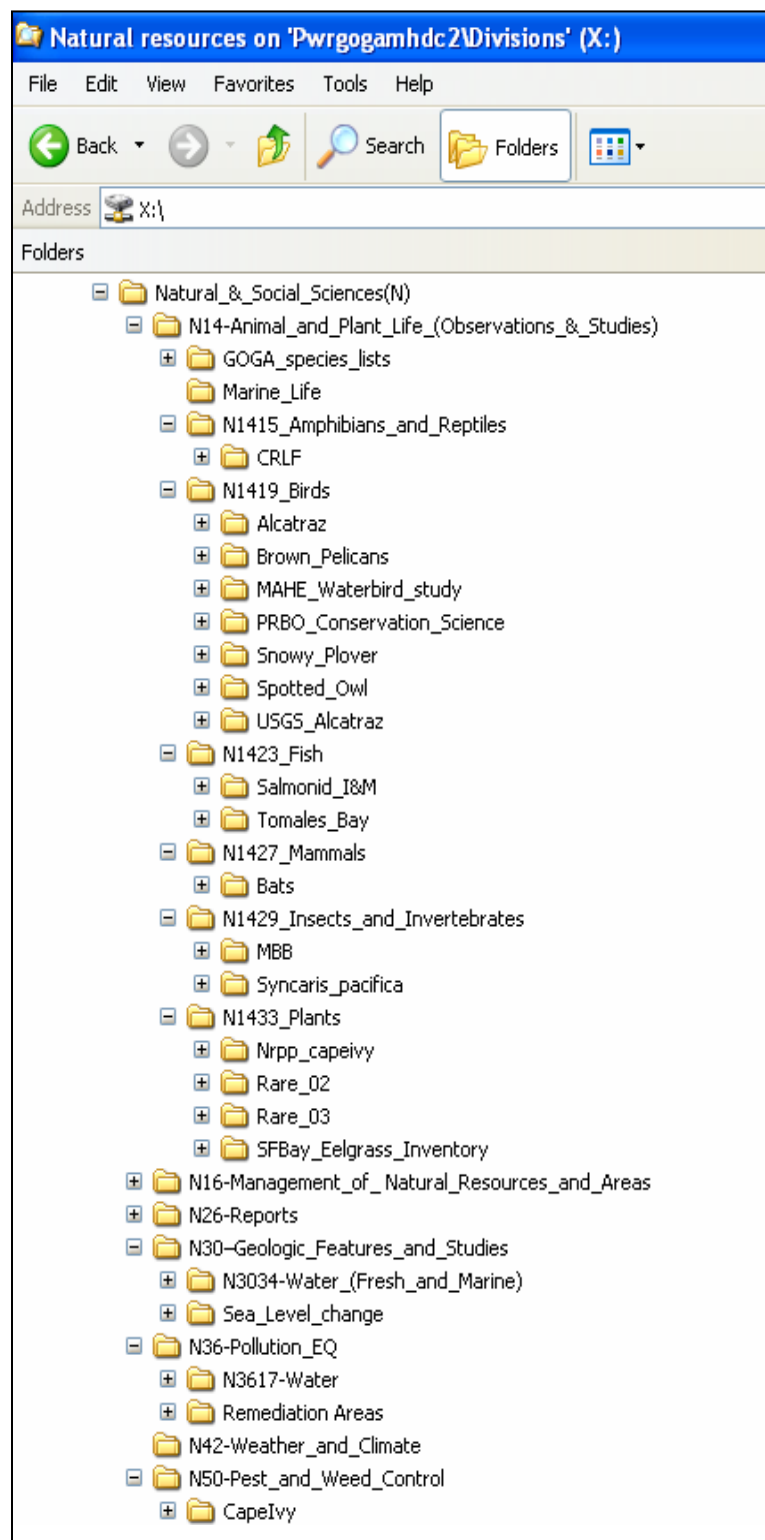 Natural resources on 'Pwrgogamhdc2\Divisions' (X:)
File Edit View Favorites Tools Help
Back Search Folders
Address X:\
Folders
Natural_&_Social_Sciences(N)
N14-Animal_and_Plant_Life_(Observations_&_Studies)
GOGA_species_lists
Marine_Life
N1415_Amphibians_and_Reptiles
CRLF
N1419_Birds
Alcatraz
Brown_Pelicans
MAHE_Waterbird_study
PRBO_Conservation_Science
Snowy_Plover
Spotted_Owl
USGS_Alcatraz
N1423_Fish
Salmonid_I&M
Tomales_Bay
N1427_Mammals
Bats
N1429_Insects_and_Invertebrates
MBB
Syncaris_pacifica
N1433_Plants
Nrpp_capeivy
Rare_02
Rare_03
SFBay_Eelgrass_Inventory
N16-Management_of_ Natural_Resources_and_Areas
N26-Reports
N30–Geologic_Features_and_Studies
N3034-Water_(Fresh_and_Marine)
Sea_Level_change
N36-Pollution_EQ
N3617-Water
Remediation Areas
N42-Weather_and_Climate
N50-Pest_and_Weed_Control
CapeIvy